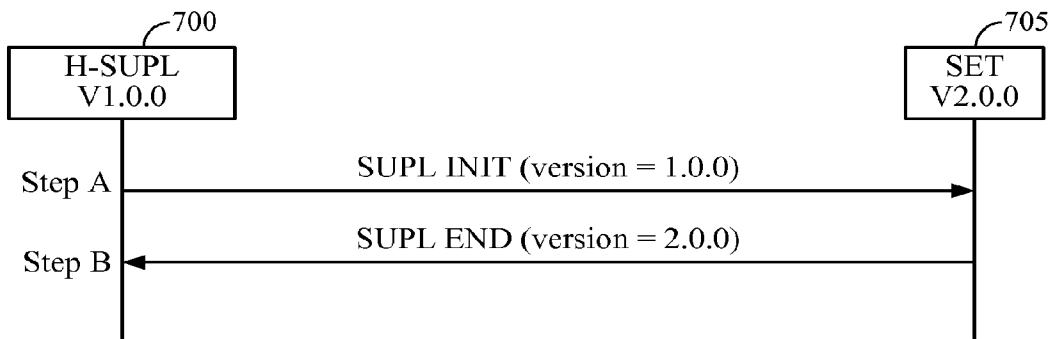 700
705
H-SUPL
V1.0.0
SET
V2.0.0
Step A
SUPL INIT (version = 1.0.0)
Step B
SUPL END (version = 2.0.0)